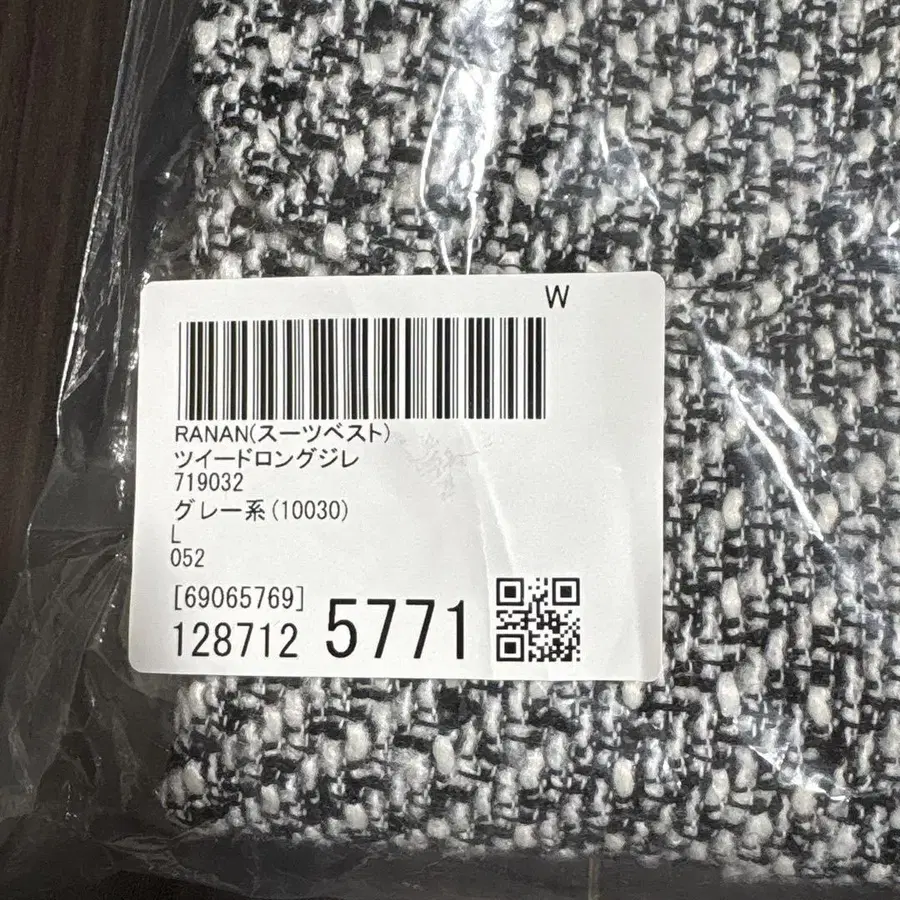 W
RANAN(スーツベスト)
ツイードロングジレ
719032
グレー系(10030)
L
052
[69065769]
128712 5771